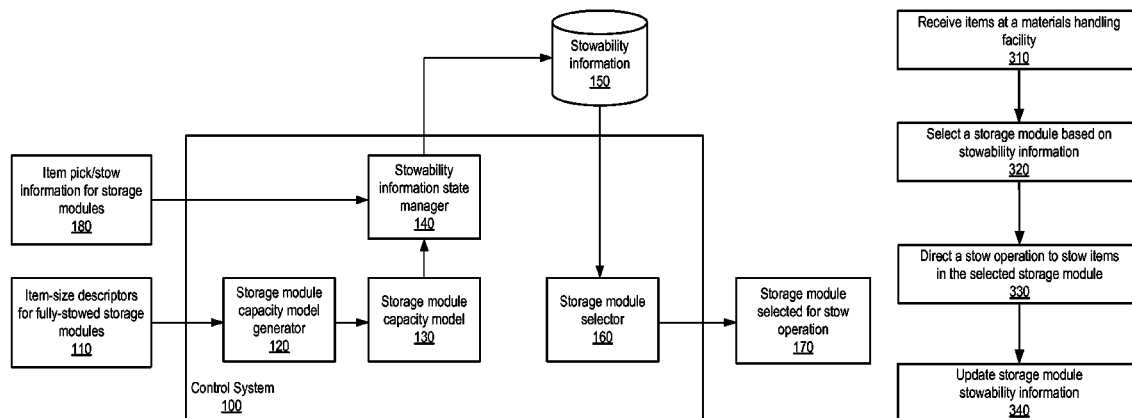 Stowability
information
150
Item pick/stow
information for storage
modules
180
Stowability
information state
manager
140
Item-size descriptors
for fully-stowed storage
modules
110
Storage module
capacity model
generator
120
Storage module
capacity model
130
Storage module
selector
160
Storage module
selected for stow
operation
170
Control System
100
Receive items at a materials handling
facility
310
Select a storage module based on
stowability information
320
Direct a stow operation to stow items
in the selected storage module
330
Update storage module
stowability information
340